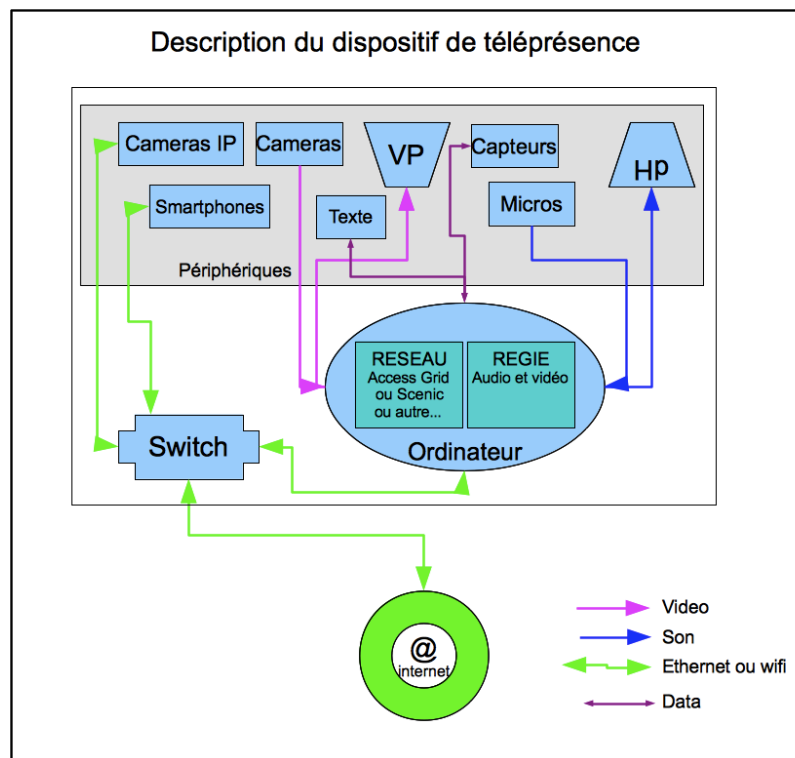 Description du dispositif de téléprésence
Cameras IP
Cameras
VP
Capteurs
Hp
Smartphones
Texte
Micros
Périphériques
RESEAU
Access Grid
ou Scenic
ou autre...
REGIE
Audio et vidéo
Ordinateur
Switch
@
internet
Video
Son
Ethernet ou wifi
Data